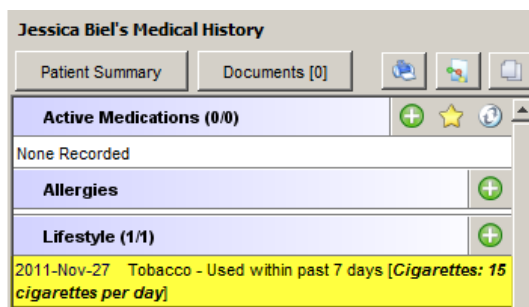 Jessica Biel's Medical History
Patient Summary Documents [0]
Active Medications (0/0)
None Recorded
Allergies
Lifestyle (1/1)
2011-Nov-27 Tobacco - Used within past 7 days [Cigarettes: 15
cigarettes per day]